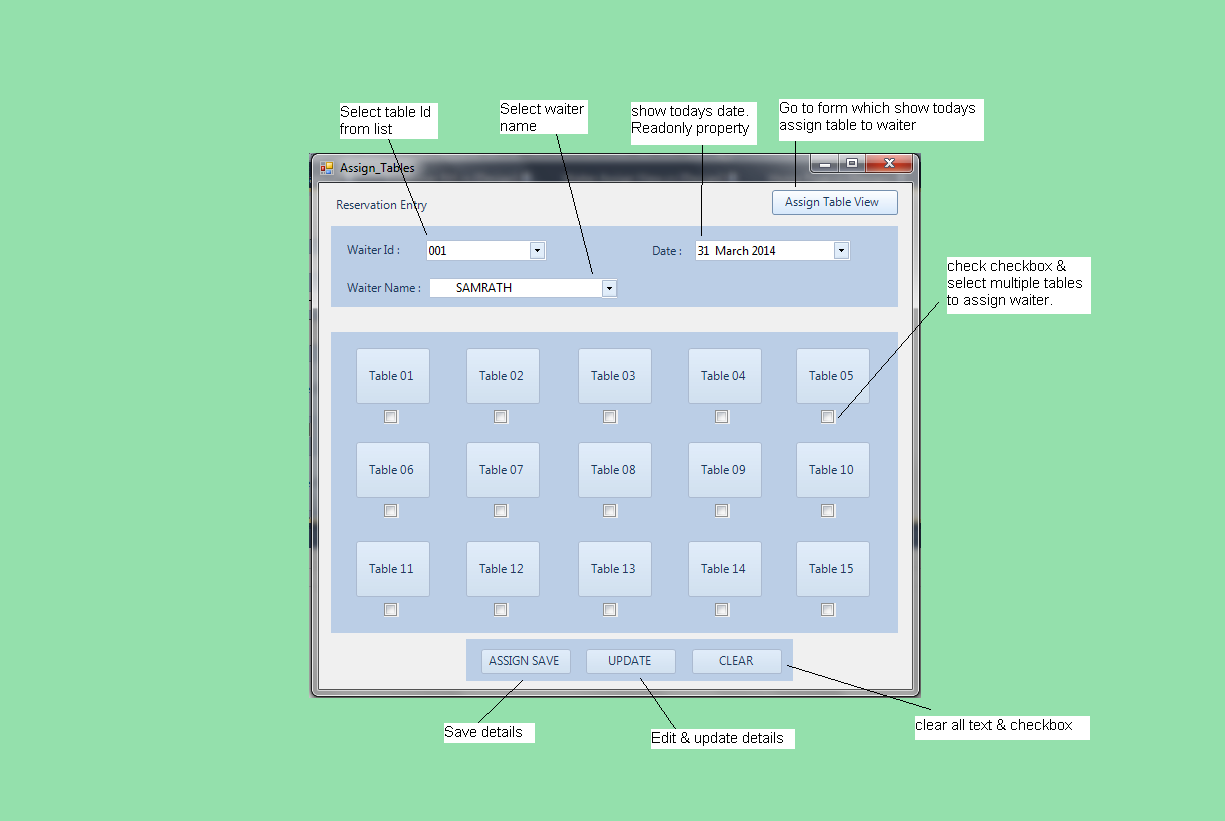 Select table Id
from list
Select waiter
name
show todays date.
Readonly property
Go to form which show todays
assign table to waiter
Assign_Tables
Reservation Entry
Assign Table View
Waiter Id :
001
Date :
31 March 2014
Waiter Name :
SAMRATH
check checkbox &
select multiple tables
to assign waiter.
Table 01
Table 02
Table 03
Table 04
Table 05
Table 06
Table 07
Table 08
Table 09
Table 10
Table 11
Table 12
Table 13
Table 14
Table 15
ASSIGN SAVE
UPDATE
CLEAR
Save details
Edit & update details
clear all text & checkbox